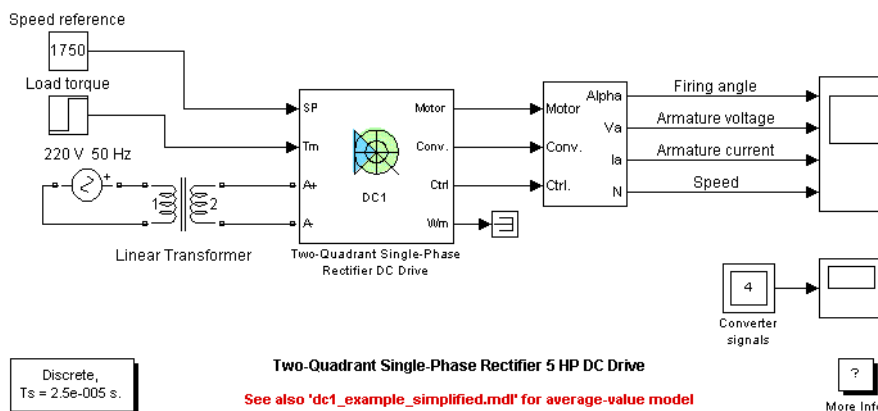 Speed reference
1750
Load torque
220 V 50 Hz
+
1
2
Linear Transformer
SP
Tm
A+
A-
Motor
Conv.
Ctrl
Wm
DC1
Two-Quadrant Single-Phase
Rectifier DC Drive
Motor
Conv.
Ctrl.
Alpha
Va
Ia
N
Firing angle
Armature voltage
Armature current
Speed
4
Converter
signals
Discrete,
Ts = 2.5e-005 s.
Two-Quadrant Single-Phase Rectifier 5 HP DC Drive
See also 'dc1_example_simplified.mdl' for average-value model
?
More Info